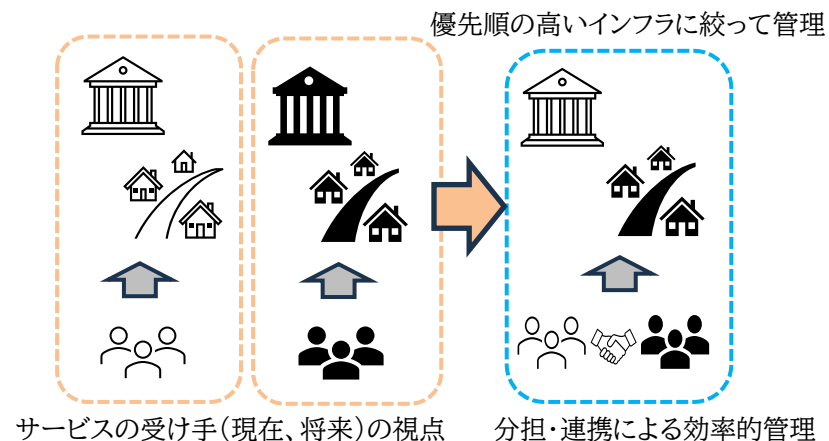 優先順の高いインフラに絞って管理
サービスの受け手(現在、将来)の視点
分担・連携による効率的管理